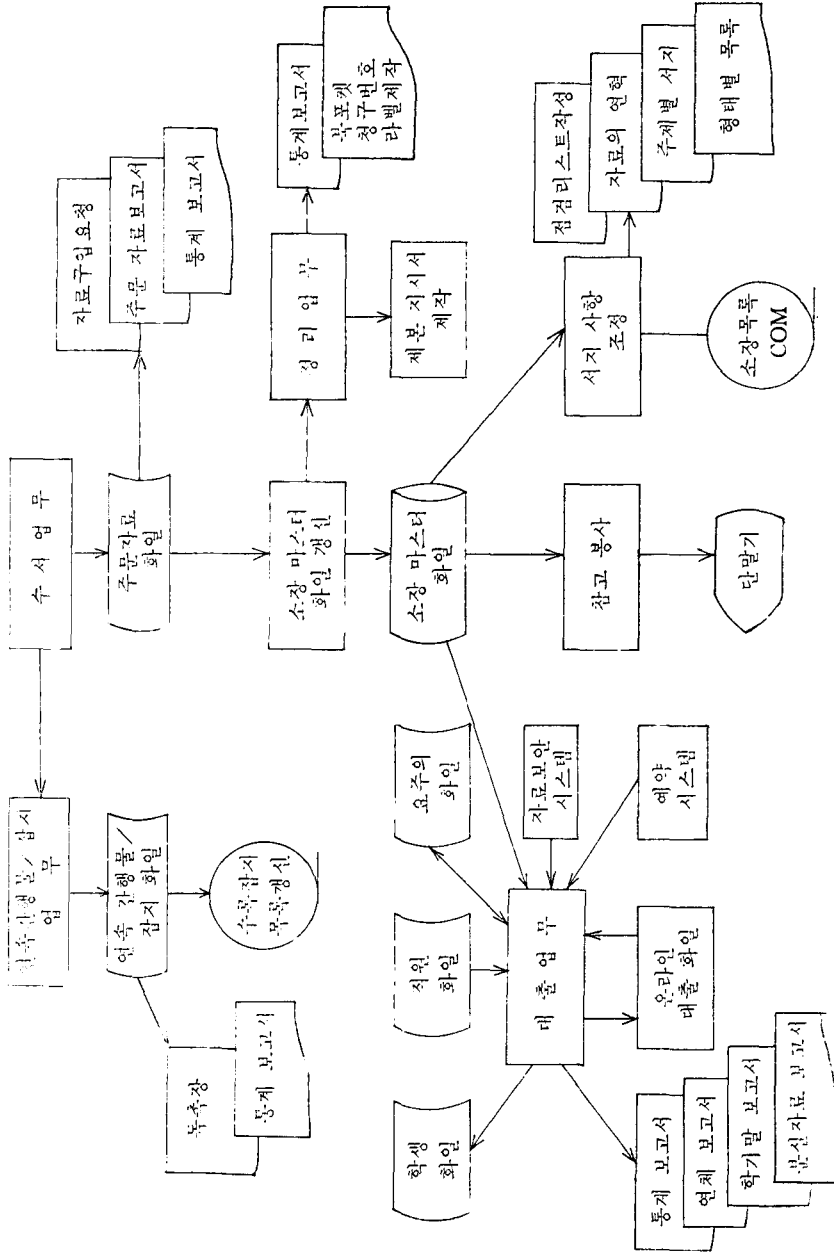 수 서 업 무
연속간행물/ 잡지
업 무
주문자료
화일
자료구입요청
주문 자료보고서
통계 보고서
연속 간행물/
잡지 화일
독촉장
통계 보고서
수록잡지
목록갱신
소장 마스터
화일 갱신
정 리 업 무
통계보고서
북포켓
청구번호
라벨제작
제본 지시서
제작
소장 마스터
화일
학생
화일
직원
화일
요주의
화일
대 출 업 무
자료보안
시스템
예약
시스템
온라인
대출 화일
통계 보고서
연체 보고서
학기말 보고서
분실자료 보고서
참고 봉사
단말기
서지 사항
조정
점검리스트작성
자료의 연혁
주제별 서지
형태별 목록
소장목록
COM